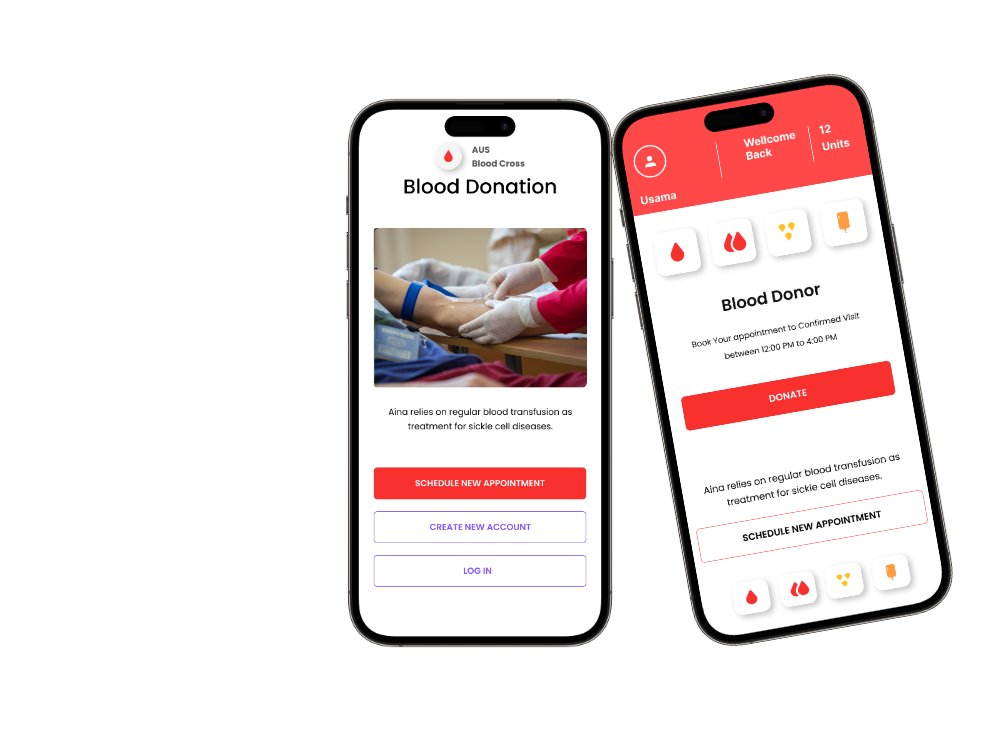 AUS
Blood Cross
Blood Donation
Aina relies on regular blood transfusion as
treatment for sickle cell diseases.
SCHEDULE NEW APPOINTMENT
CREATE NEW ACCOUNT
LOG IN
Usama
Wellcome
Back
12
Units
Blood Donor
Book Your appointment to Confirmed Visit
between 12:00 PM to 4:00 PM
DONATE
Aina relies on regular blood transfusion as
treatment for sickle cell diseases.
SCHEDULE NEW APPOINTMENT